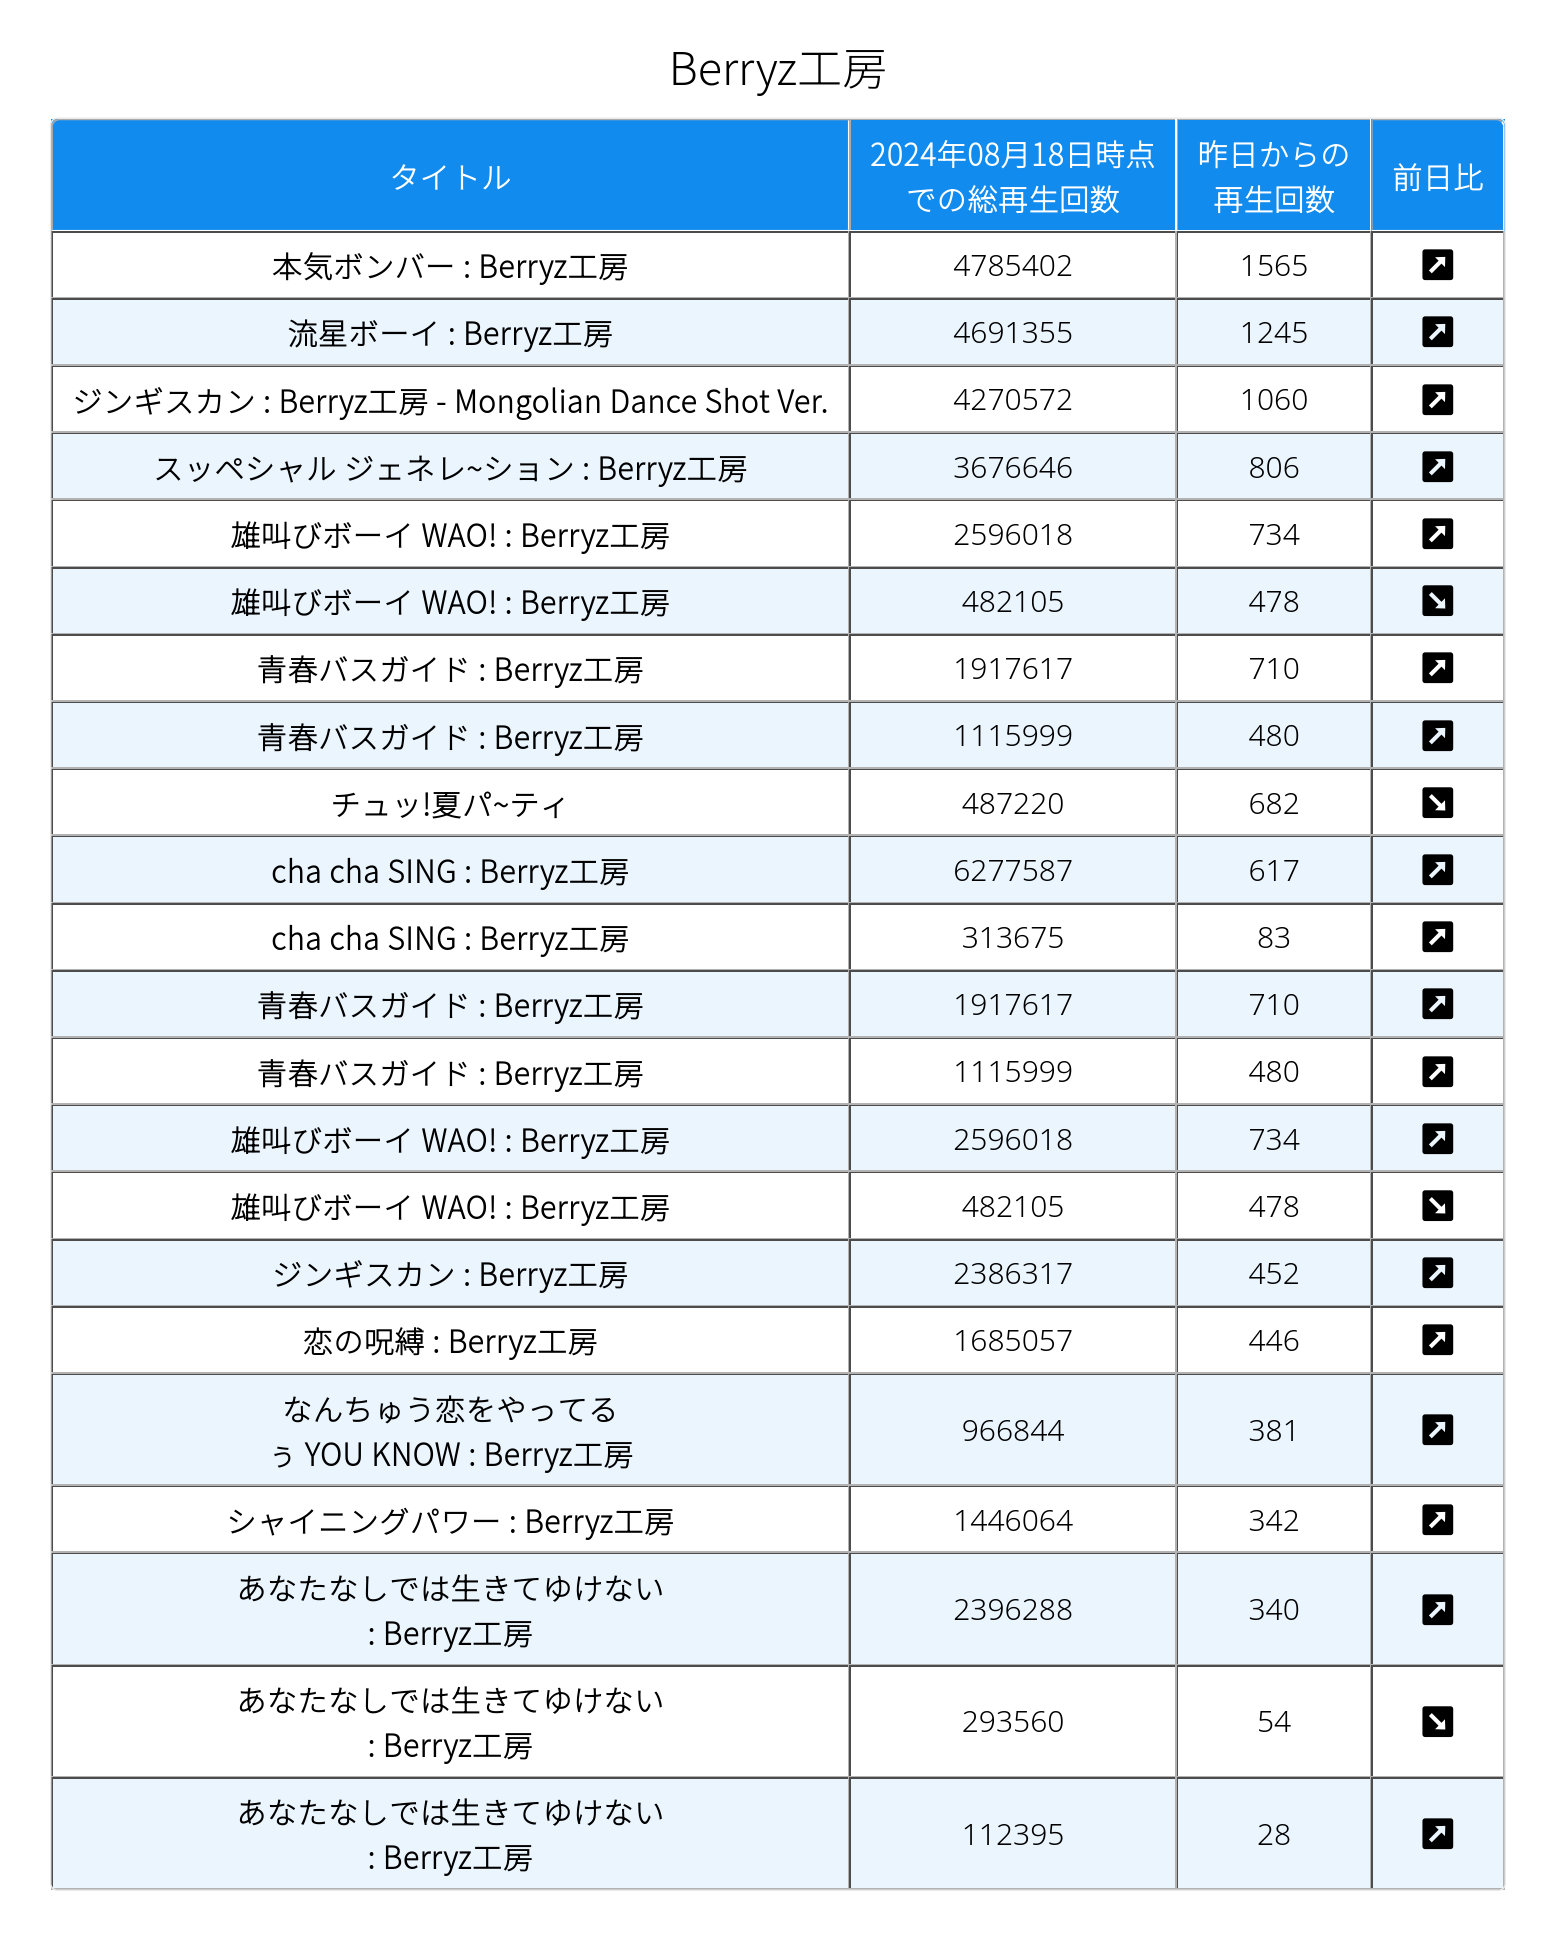 Berryz工房
タイトル 2024年08月18日時点 昨日からの 前日比
での総再生回数 再生回数
本気ボンバー : Berryz工房 4785402 1565
流星ボーイ : Berryz工房 4691355 1245
ジンギスカン : Berryz工房 - Mongolian Dance Shot Ver. 4270572 1060
スッペシャル ジェネレ~ション : Berryz工房 3676646 806
雄叫びボーイ WAO! : Berryz工房 2596018 734
雄叫びボーイ WAO! : Berryz工房 482105 478
青春バスガイド : Berryz工房 1917617 710
青春バスガイド : Berryz工房 1115999 480
チュッ!夏パ~ティ 487220 682
cha cha SING : Berryz工房 6277587 617
cha cha SING : Berryz工房 313675 83
青春バスガイド : Berryz工房 1917617 710
青春バスガイド : Berryz工房 1115999 480
雄叫びボーイ WAO! : Berryz工房 2596018 734
雄叫びボーイ WAO! : Berryz工房 482105 478
ジンギスカン : Berryz工房 2386317 452
恋の呪縛 : Berryz工房 1685057 446
なんちゅう恋をやってる
ぅ YOU KNOW : Berryz工房 966844 381
シャイニングパワー : Berryz工房 1446064 342
あなたなしでは生きてゆけない
: Berryz工房 2396288 340
あなたなしでは生きてゆけない
: Berryz工房 293560 54
あなたなしでは生きてゆけない
: Berryz工房 112395 28